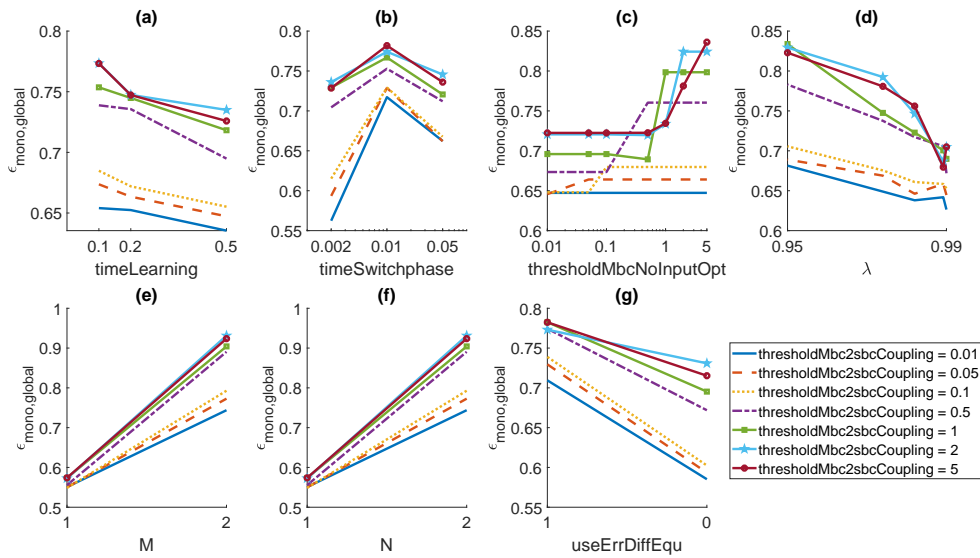 (a)
0.8
0.75
0.7
0.65
ϵmono,global
0.1 0.2 0.5
timeLearning
(b)
0.8
0.75
0.7
0.65
0.6
0.55
ϵmono,global
0.002 0.01 0.05
timeSwitchphase
(c)
0.85
0.8
0.75
0.7
0.65
0.6
ϵmono,global
0.01 0.1 1 5
thresholdMbcNoInputOpt
(d)
0.85
0.8
0.75
0.7
0.65
0.6
ϵmono,global
0.95 0.99
λ
(e)
1
0.9
0.8
0.7
0.6
0.5
ϵmono,global
1 2
M
(f)
1
0.9
0.8
0.7
0.6
0.5
ϵmono,global
1 2
N
(g)
0.8
0.75
0.7
0.65
0.6
0.55
ϵmono,global
1 0
useErrDiffEqu
thresholdMbc2sbcCoupling = 0.01
thresholdMbc2sbcCoupling = 0.05
thresholdMbc2sbcCoupling = 0.1
thresholdMbc2sbcCoupling = 0.5
thresholdMbc2sbcCoupling = 1
thresholdMbc2sbcCoupling = 2
thresholdMbc2sbcCoupling = 5